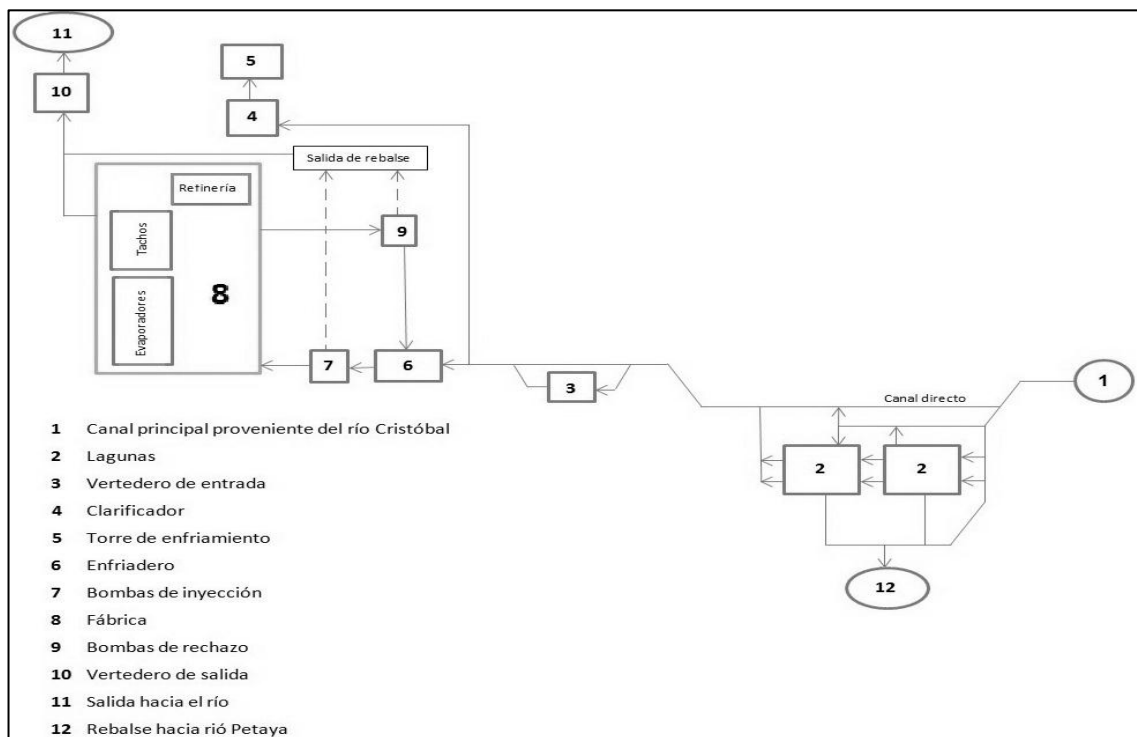 11
5
10
4
Salida de rebalse
Refinería
9
Tachos
8
Evaporadores
7
6
3
1
Canal directo
2
2
12
1 Canal principal proveniente del río Cristóbal
2 Lagunas
3 Vertedero de entrada
4 Clarificador
5 Torre de enfriamiento
6 Enfriadero
7 Bombas de inyección
8 Fábrica
9 Bombas de rechazo
10 Vertedero de salida
11 Salida hacia el río
12 Rebalse hacia rió Petaya